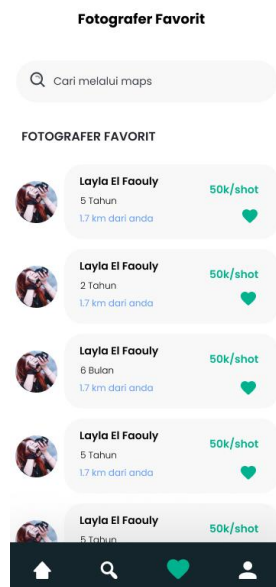 Fotografer Favorit
Cari melalui maps
FOTOGRAFER FAVORIT
Layla El Faouly
50k/shot
5 Tahun
1.7 km dari anda
Layla El Faouly
50k/shot
2 Tahun
1.7 km dari anda
Layla El Faouly
50k/shot
6 Bulan
1.7 km dari anda
Layla El Faouly
50k/shot
5 Tahun
1.7 km dari anda
Layla El Faouly
50k/shot
5 Tahun